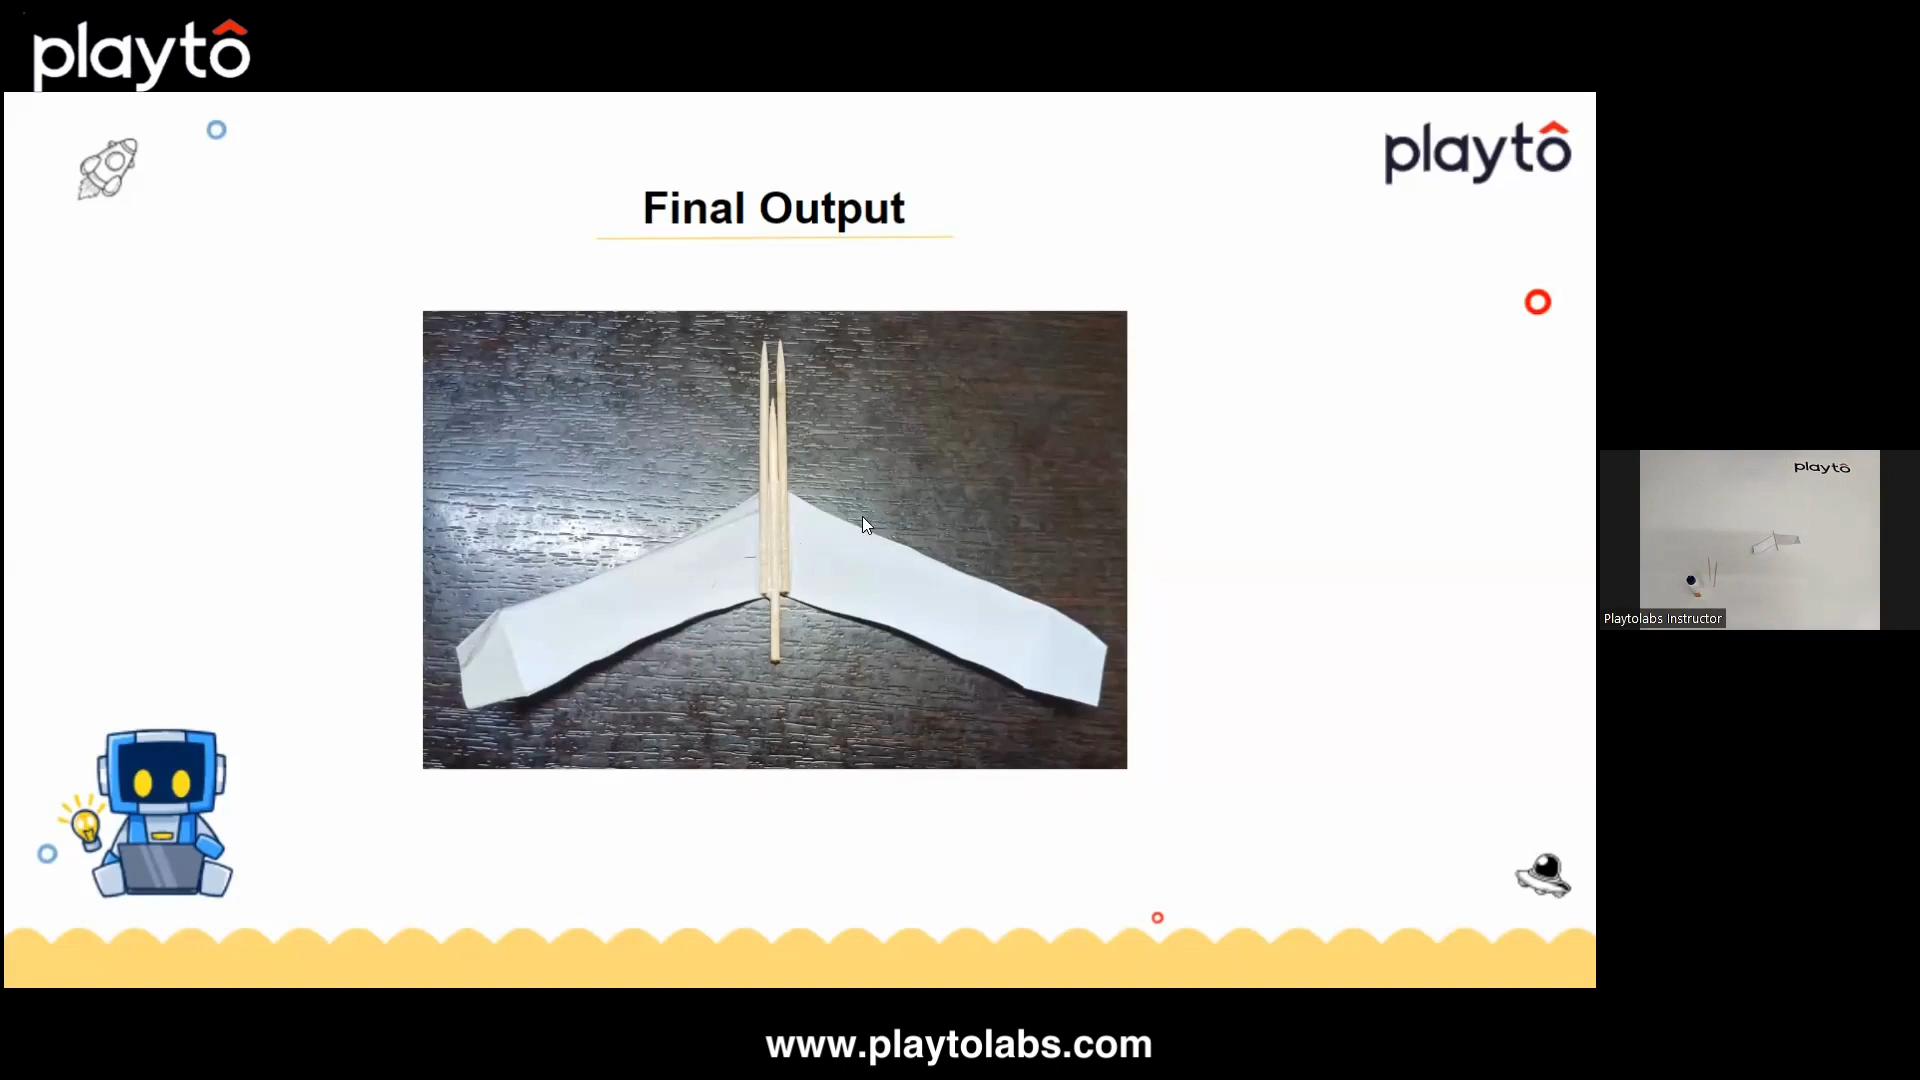 playtô
playtô
Final Output
playtô
Playtolabs Instructor
www.playtolabs.com